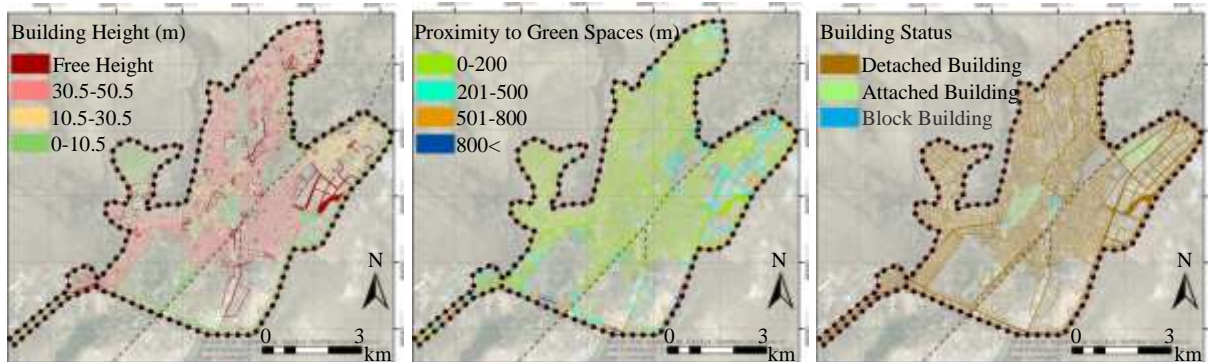 Building Height (m)
Free Height
30.5-50.5
10.5-30.5
0-10.5
N
0 3
km
Proximity to Green Spaces (m)
0-200
201-500
501-800
800<
N
0 3
km
Building Status
Detached Building
Attached Building
Block Building
N
0 3
km